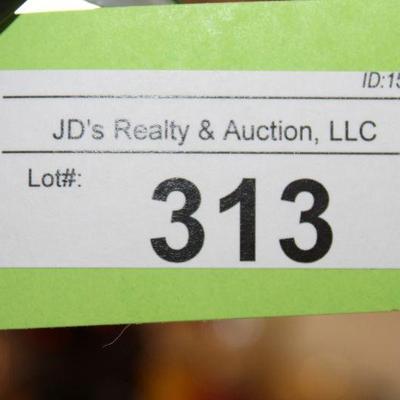 ID:15
JD's Realty & Auction, LLC
Lot#:
313